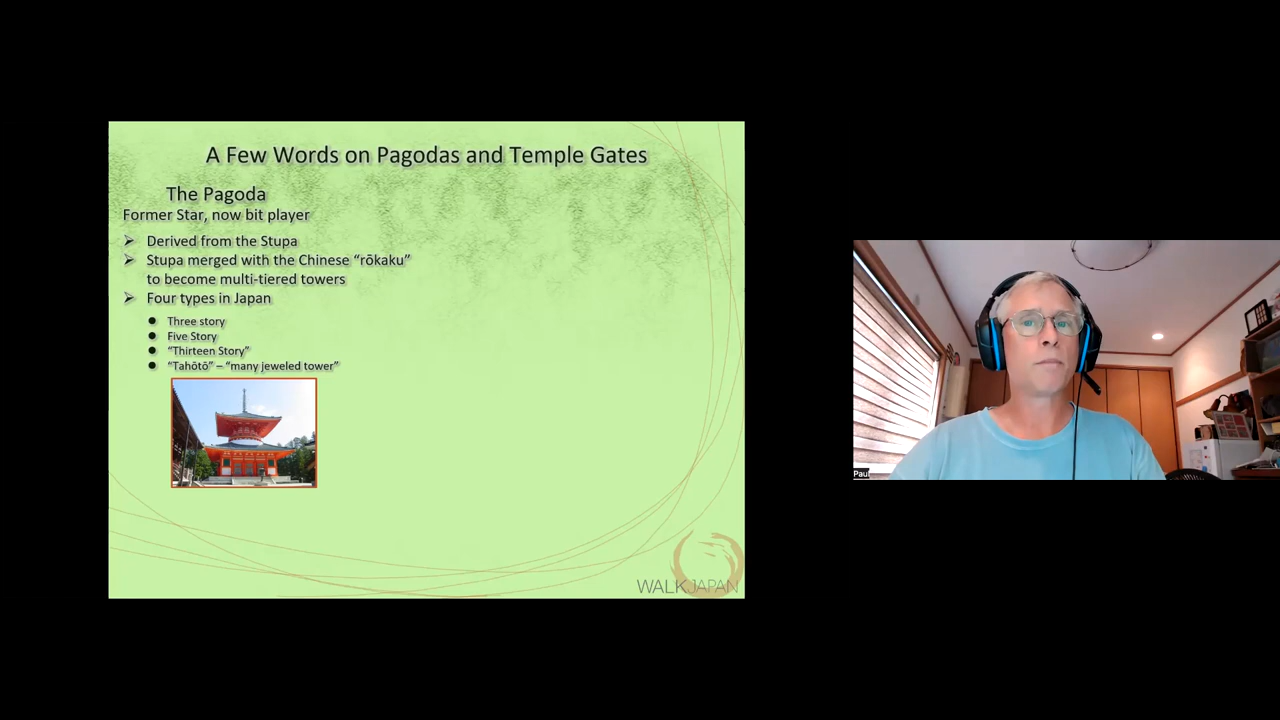 A Few Words on Pagodas and Temple Gates
The Pagoda
Former Star, now bit player
Derived from the Stupa
Stupa merged with the Chinese “rōkaku”
to become multi-tiered towers
Four types in Japan
Three story
Five Story
“Thirteen Story”
“Tahōtō” – “many jeweled tower”
WALKJAPAN
Paul